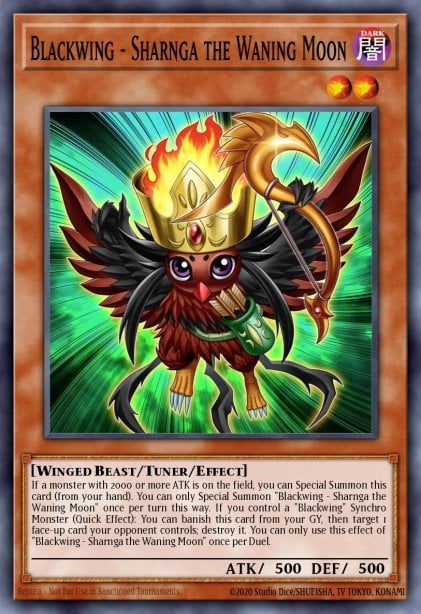 Blackwing - Sharnga the Waning Moon
DARK
闇
[Winged Beast/Tuner/Effect]
If a monster with 2000 or more ATK is on the field, you can Special Summon
this card (from your hand). You can only Special Summon "Blackwing - Sharnga
the Waning Moon" once per turn this way. If you control a "Blackwing" Synchro
Monster (Quick Effect): You can banish this card from your GY, then target 1
face-up card your opponent controls; destroy it. You can only use this effect of
"Blackwing - Sharnga the Waning Moon" once per Duel.
ATK/ 500 DEF/ 500
Replica - Not For Use in Sanctioned Tournaments
©2020 Studio Dice/SHUEISHA, TV TOKYO, KONAMI